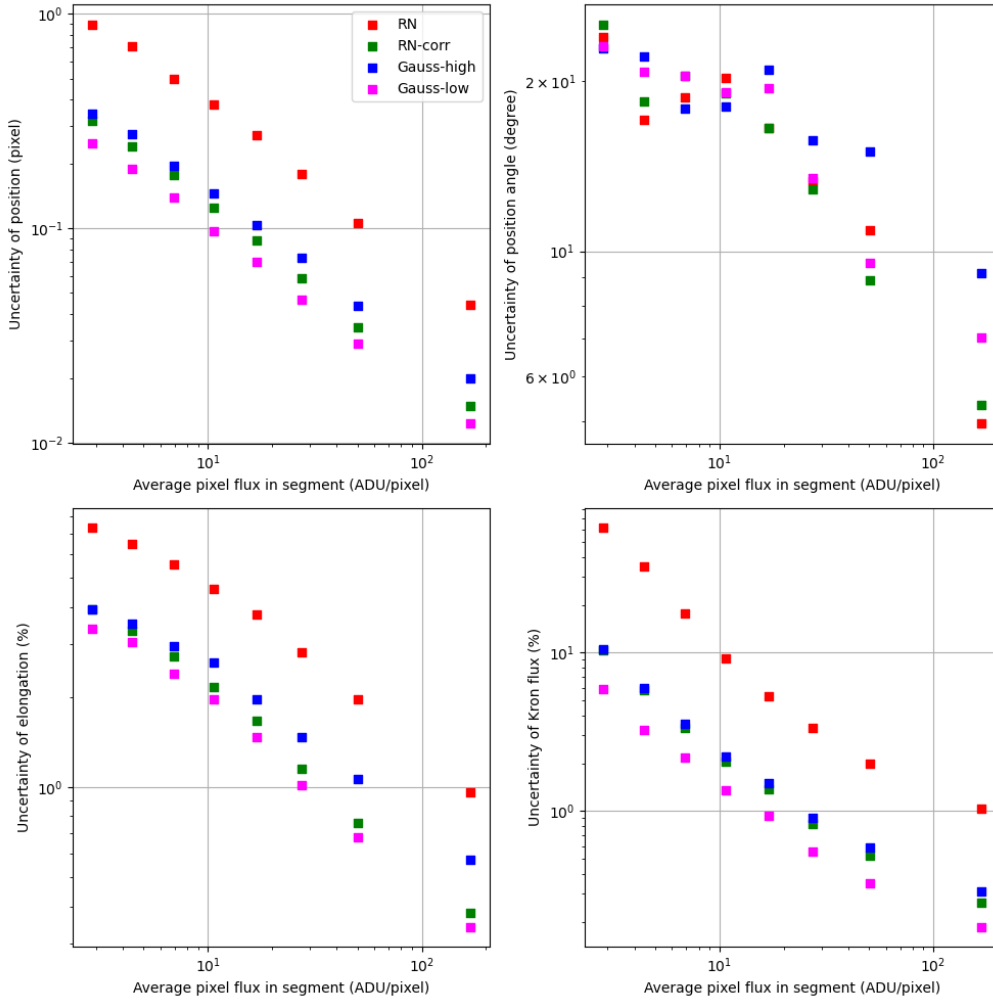 Uncertainty of position (pixel)
10⁰
10⁻¹
10⁻²
RN
RN-corr
Gauss-high
Gauss-low
10¹
10²
Average pixel flux in segment (ADU/pixel)
Uncertainty of position angle (degree)
2 × 10¹
10¹
6 × 10⁰
10¹
10²
Average pixel flux in segment (ADU/pixel)
Uncertainty of elongation (%)
10⁰
10¹
10²
Average pixel flux in segment (ADU/pixel)
Uncertainty of Kron flux (%)
10¹
10⁰
10¹
10²
Average pixel flux in segment (ADU/pixel)